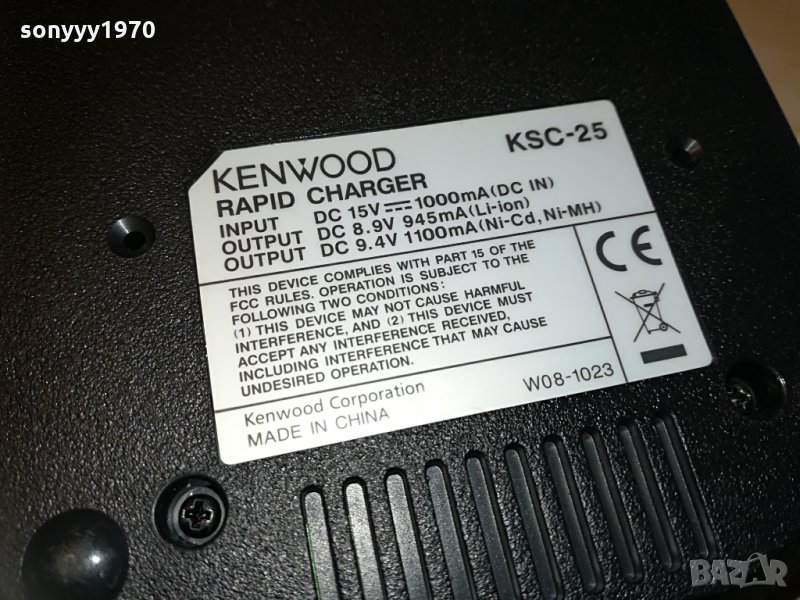 sonyyy1970
KENWOOD KSC-25
RAPID CHARGER
INPUT DC 15V⎓1000mA(DC IN)
OUTPUT DC 8.9V 945mA(Li-ion)
OUTPUT DC 9.4V 1100mA(Ni-Cd, Ni-MH)
THIS DEVICE COMPLIES WITH PART 15 OF THE
FCC RULES. OPERATION IS SUBJECT TO THE
FOLLOWING TWO CONDITIONS:
(1) THIS DEVICE MAY NOT CAUSE HARMFUL
INTERFERENCE, AND (2) THIS DEVICE MUST
ACCEPT ANY INTERFERENCE RECEIVED,
INCLUDING INTERFERENCE THAT MAY CAUSE
UNDESIRED OPERATION.
CE
Kenwood Corporation
MADE IN CHINA
W08-1023
BAZAR